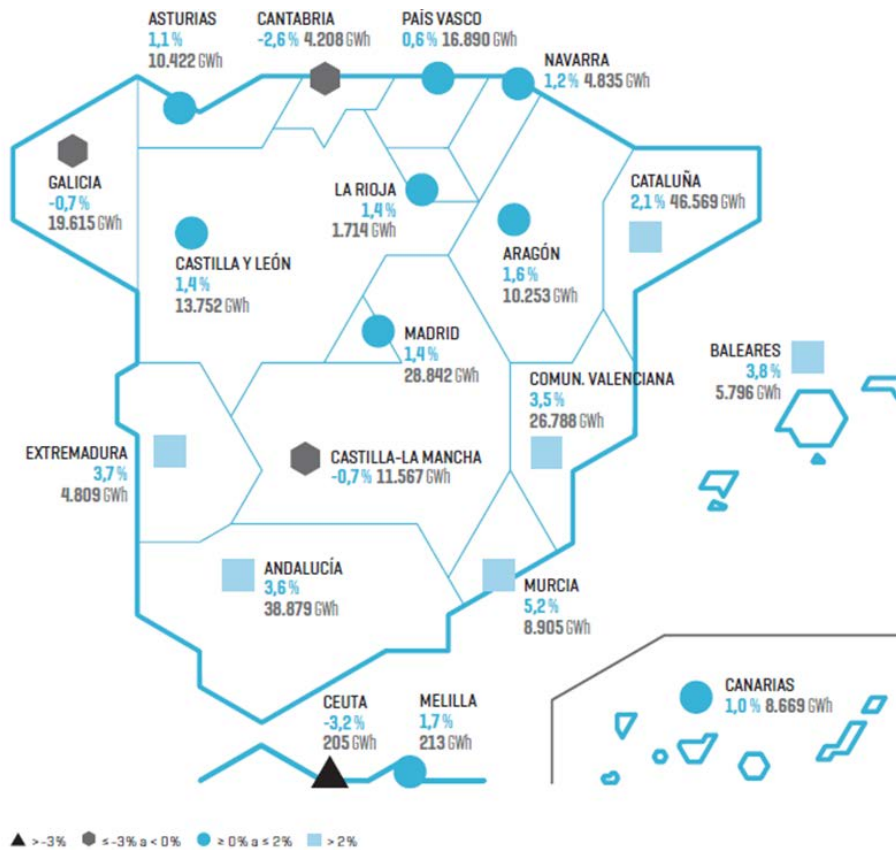 ASTURIAS
1,1 %
10.422 GWh
CANTABRIA
-2,6 % 4.208 GWh
PAÍS VASCO
0,6 % 16.890 GWh
NAVARRA
1,2 % 4.835 GWh
GALICIA
-0,7 %
19.615 GWh
LA RIOJA
1,4 %
1.714 GWh
CATALUÑA
2,1 % 46.569 GWh
CASTILLA Y LEÓN
1,4 %
13.752 GWh
ARAGÓN
1,6 %
10.253 GWh
MADRID
1,4 %
28.842 GWh
BALEARES
3,8 %
5.796 GWh
COMUN. VALENCIANA
3,5 %
26.788 GWh
EXTREMADURA
3,7 %
4.809 GWh
CASTILLA-LA MANCHA
-0,7 % 11.567 GWh
ANDALUCÍA
3,6 %
38.879 GWh
MURCIA
5,2 %
8.905 GWh
CEUTA
-3,2 %
205 GWh
MELILLA
1,7 %
213 GWh
CANARIAS
1,0 % 8.669 GWh
>-3% ≤-3% a < 0% ≥ 0% a ≤ 2% > 2%